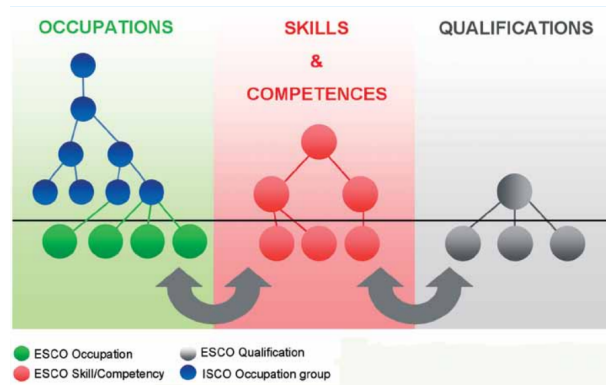 OCCUPATIONS
SKILLS
&
COMPETENCES
QUALIFICATIONS
ESCO Occupation
ESCO Qualification
ESCO Skill/Competency
ISCO Occupation group